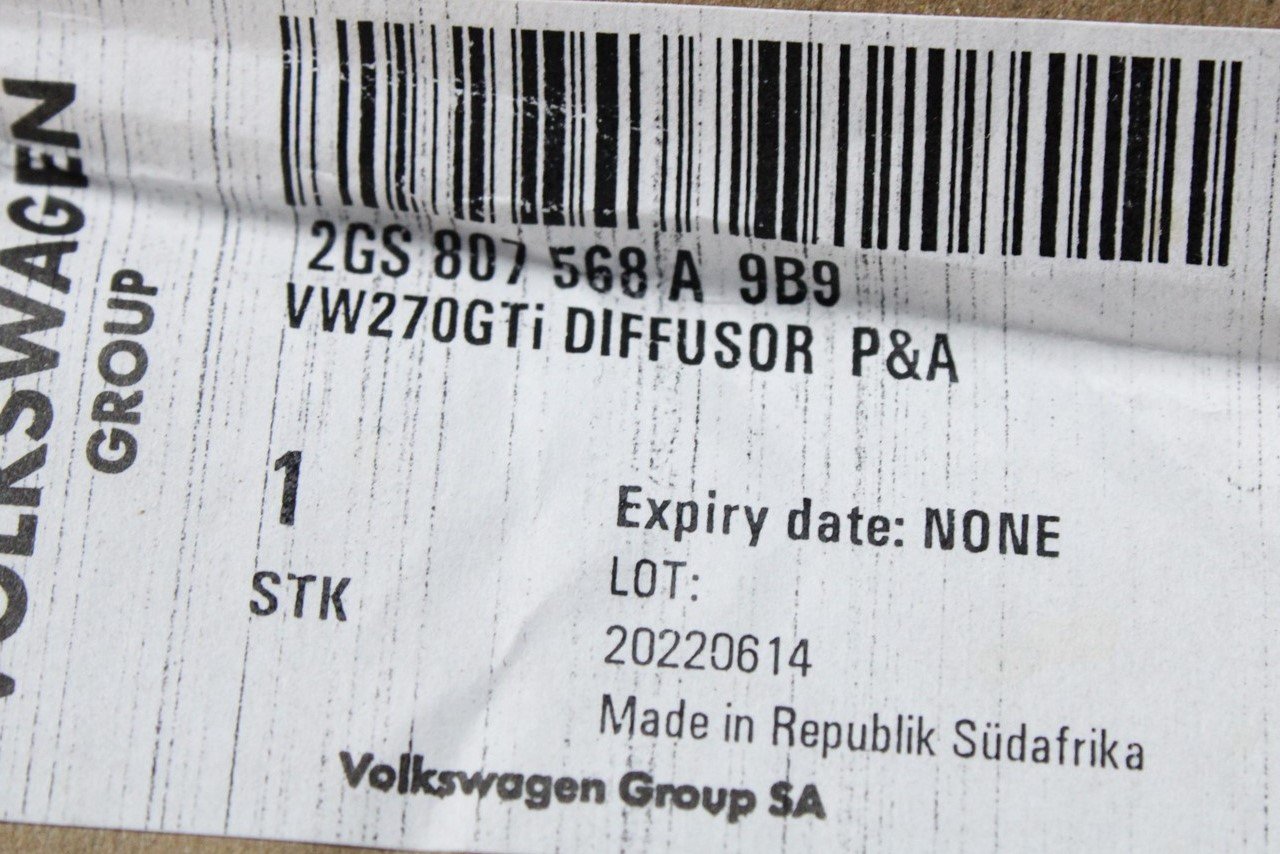 VOLKSWAGEN
GROUP
2GS 807 568 A 9B9
VW270GTi DIFFUSOR P&A
1
STK
Expiry date: NONE
LOT:
20220614
Made in Republik Südafrika
Volkswagen Group SA